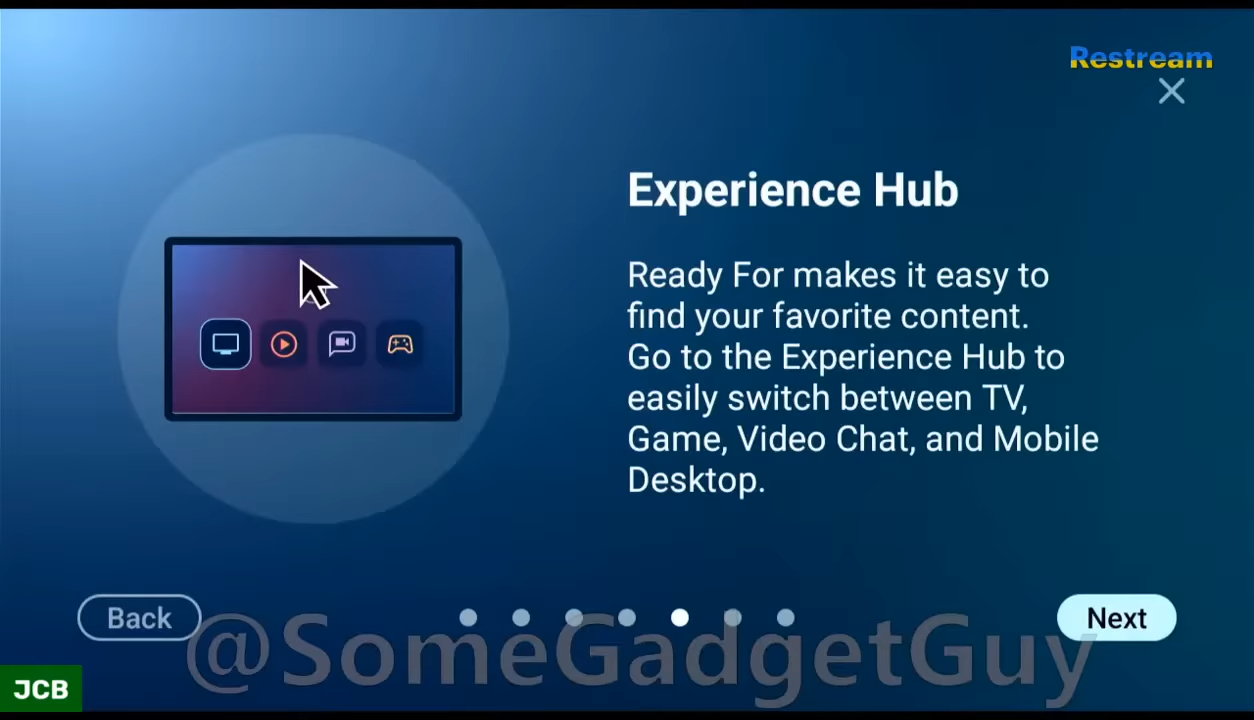 Restream
Experience Hub
Ready For makes it easy to
find your favorite content.
Go to the Experience Hub to
easily switch between TV,
Game, Video Chat, and Mobile
Desktop.
Back
Next
@SomeGadgetGuy
JCB